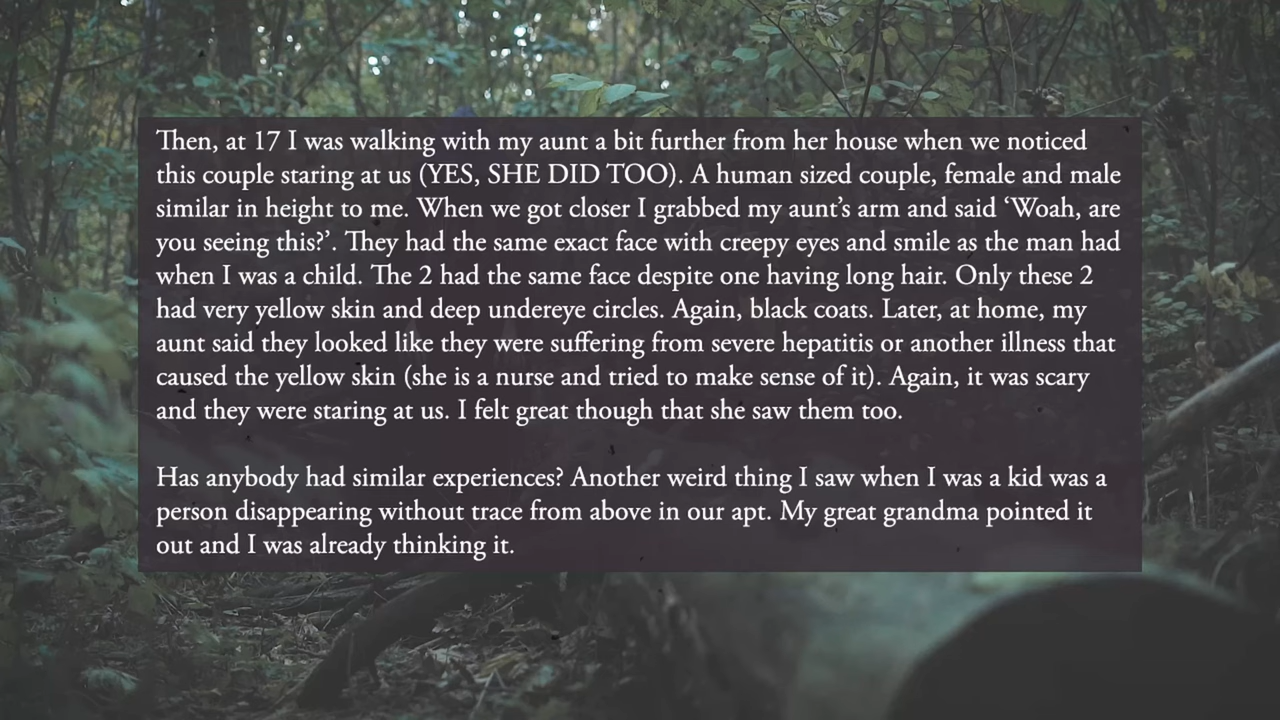 Then, at 17 I was walking with my aunt a bit further from her house when we noticed
this couple staring at us (YES, SHE DID TOO). A human sized couple, female and male
similar in height to me. When we got closer I grabbed my aunt’s arm and said ‘Woah, are
you seeing this?’. They had the same exact face with creepy eyes and smile as the man had
when I was a child. The 2 had the same face despite one having long hair. Only these 2
had very yellow skin and deep undereye circles. Again, black coats. Later, at home, my
aunt said they looked like they were suffering from severe hepatitis or another illness that
caused the yellow skin (she is a nurse and tried to make sense of it). Again, it was scary
and they were staring at us. I felt great though that she saw them too.
Has anybody had similar experiences? Another weird thing I saw when I was a kid was a
person disappearing without trace from above in our apt. My great grandma pointed it
out and I was already thinking it.